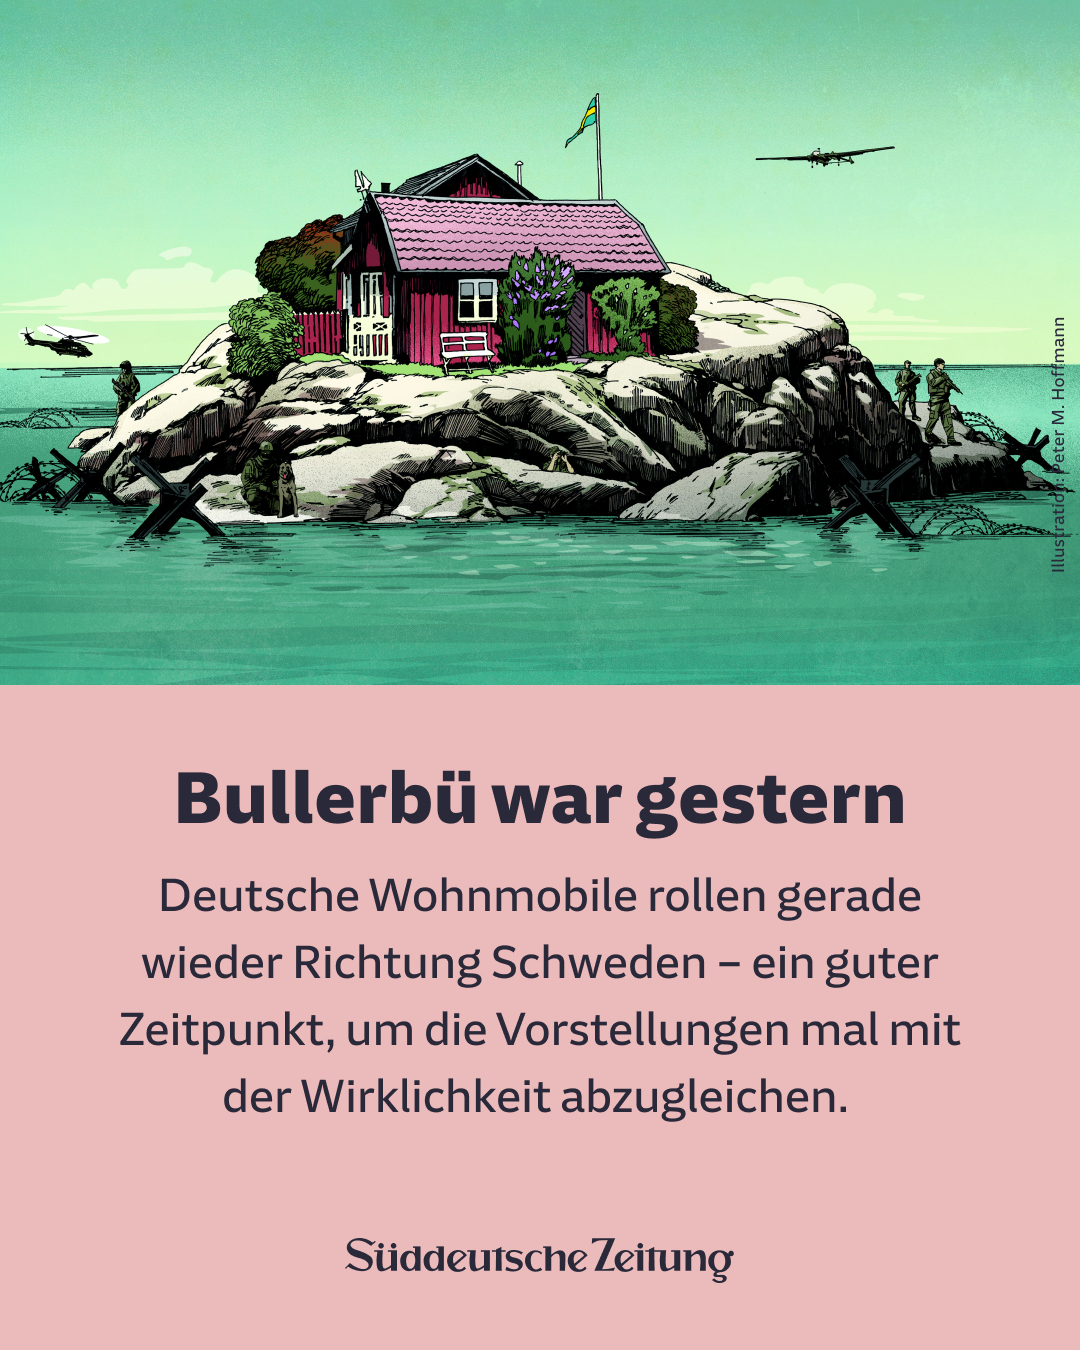 Illustration: Peter M. Hoffmann
Bullerbü war gestern
Deutsche Wohnmobile rollen gerade
wieder Richtung Schweden – ein guter
Zeitpunkt, um die Vorstellungen mal mit
der Wirklichkeit abzugleichen.
Süddeutsche Zeitung